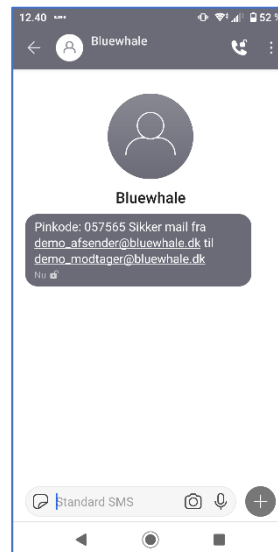 12.40
52 %
Bluewhale
Bluewhale
Pinkode: 057565 Sikker mail fra
demo_afsender@bluewhale.dk til
demo_modtager@bluewhale.dk
Nu
Standard SMS